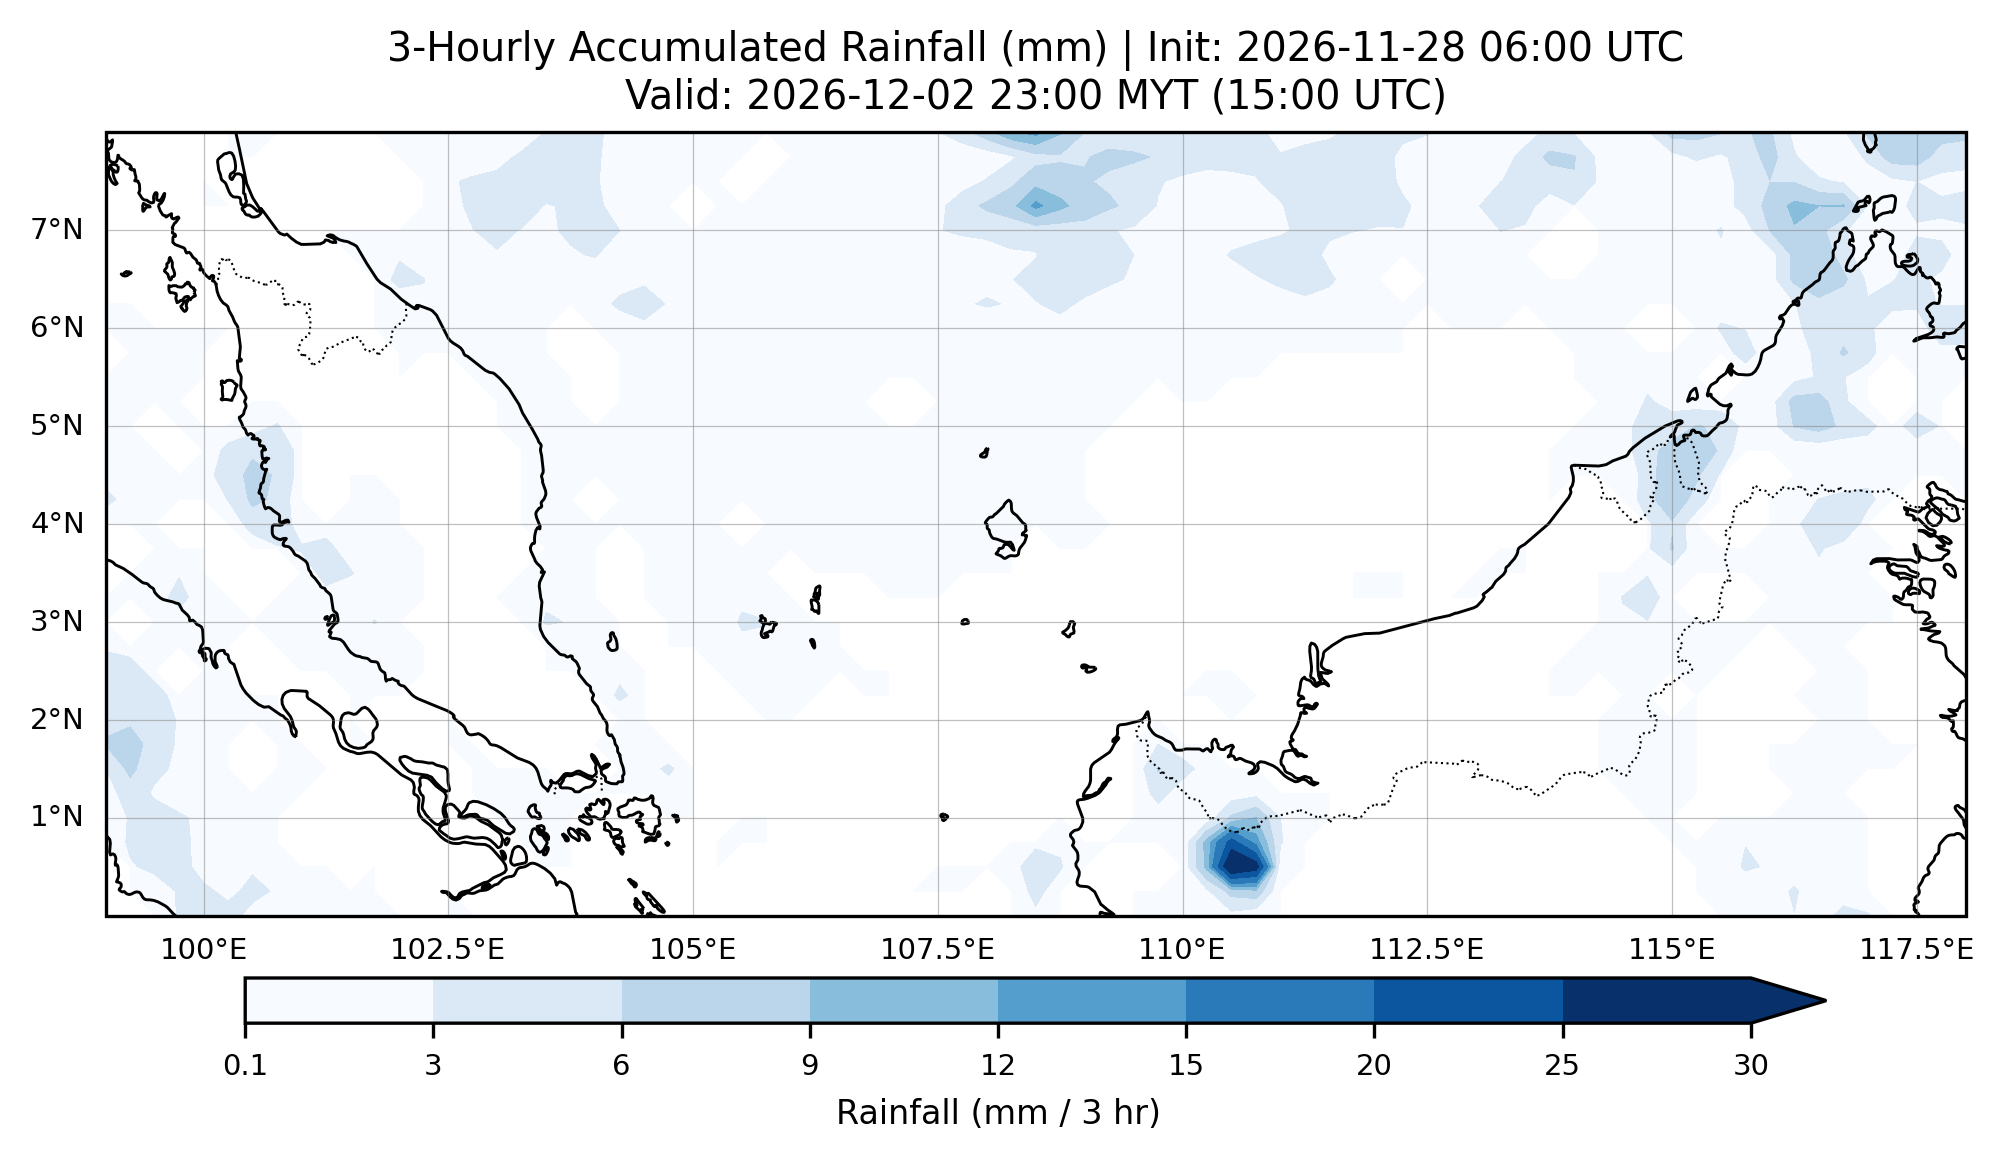 3-Hourly Accumulated Rainfall (mm) | Init: 2026-11-28 06:00 UTC
Valid: 2026-12-02 23:00 MYT (15:00 UTC)
7°N
6°N
5°N
4°N
3°N
2°N
1°N
100°E 102.5°E 105°E 107.5°E 110°E 112.5°E 115°E 117.5°E
0.1 3 6 9 12 15 20 25 30
Rainfall (mm / 3 hr)